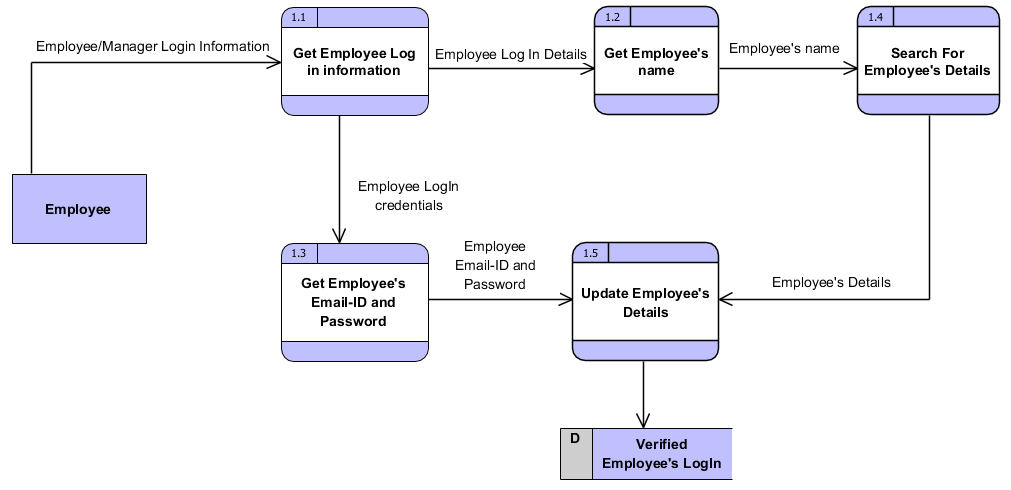 1.1
1.2
1.4
Employee/Manager Login Information
Get Employee Log
in information
Employee Log In Details
Get Employee's
name
Employee's name
Search For
Employee's Details
Employee
Employee LogIn
credentials
1.3
Get Employee's
Email-ID and
Password
Employee
Email-ID and
Password
1.5
Update Employee's
Details
Employee's Details
D
Verified
Employee's LogIn